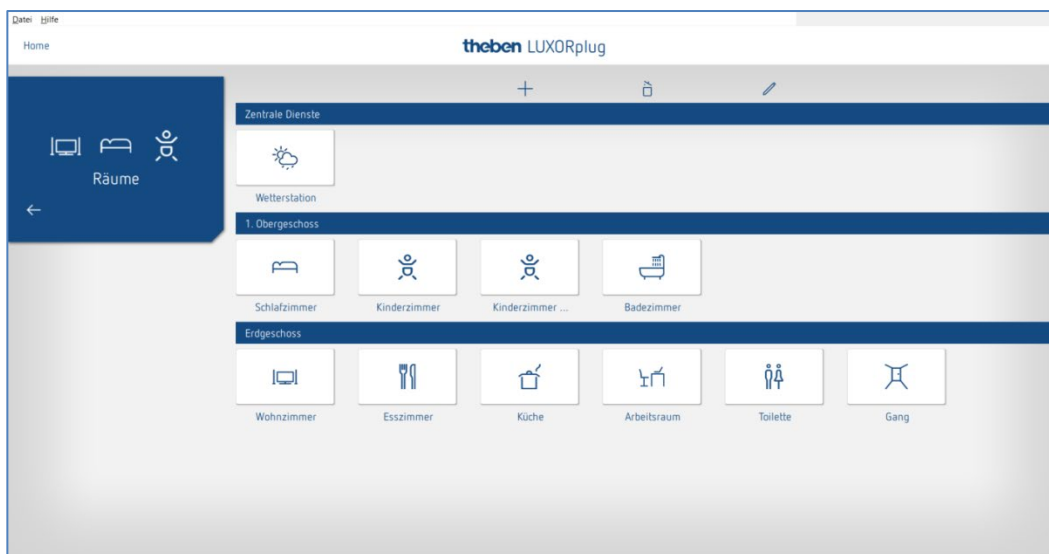 Datei Hilfe
Home
theben LUXORplug
Räume
Zentrale Dienste
Wetterstation
1. Obergeschoss
Schlafzimmer Kinderzimmer Kinderzimmer ... Badezimmer
Erdgeschoss
Wohnzimmer Esszimmer Küche Arbeitsraum Toilette Gang